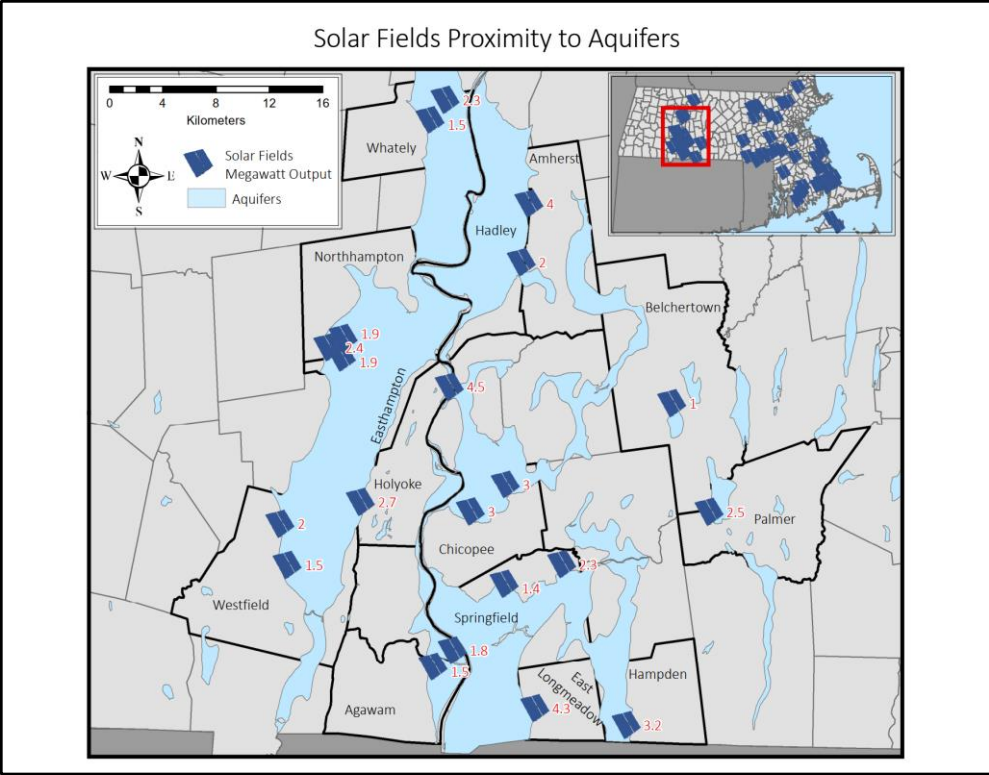 Solar Fields Proximity to Aquifers
0 4 8 12 16
Kilometers
N
W E
S
Solar Fields
Megawatt Output
Aquifers
2.3
1.5
Whately
Amherst
4
Hadley
Northhampton
2
Belchertown
1.9
2.4
1.9
Easthampton
4.5
1
Holyoke
3
2.7
3
2.5
Palmer
2
Chicopee
1.5
2.3
1.4
Westfield
Springfield
1.8
1.5
Hampden
East
Longmeadow
Agawam
4.3
3.2